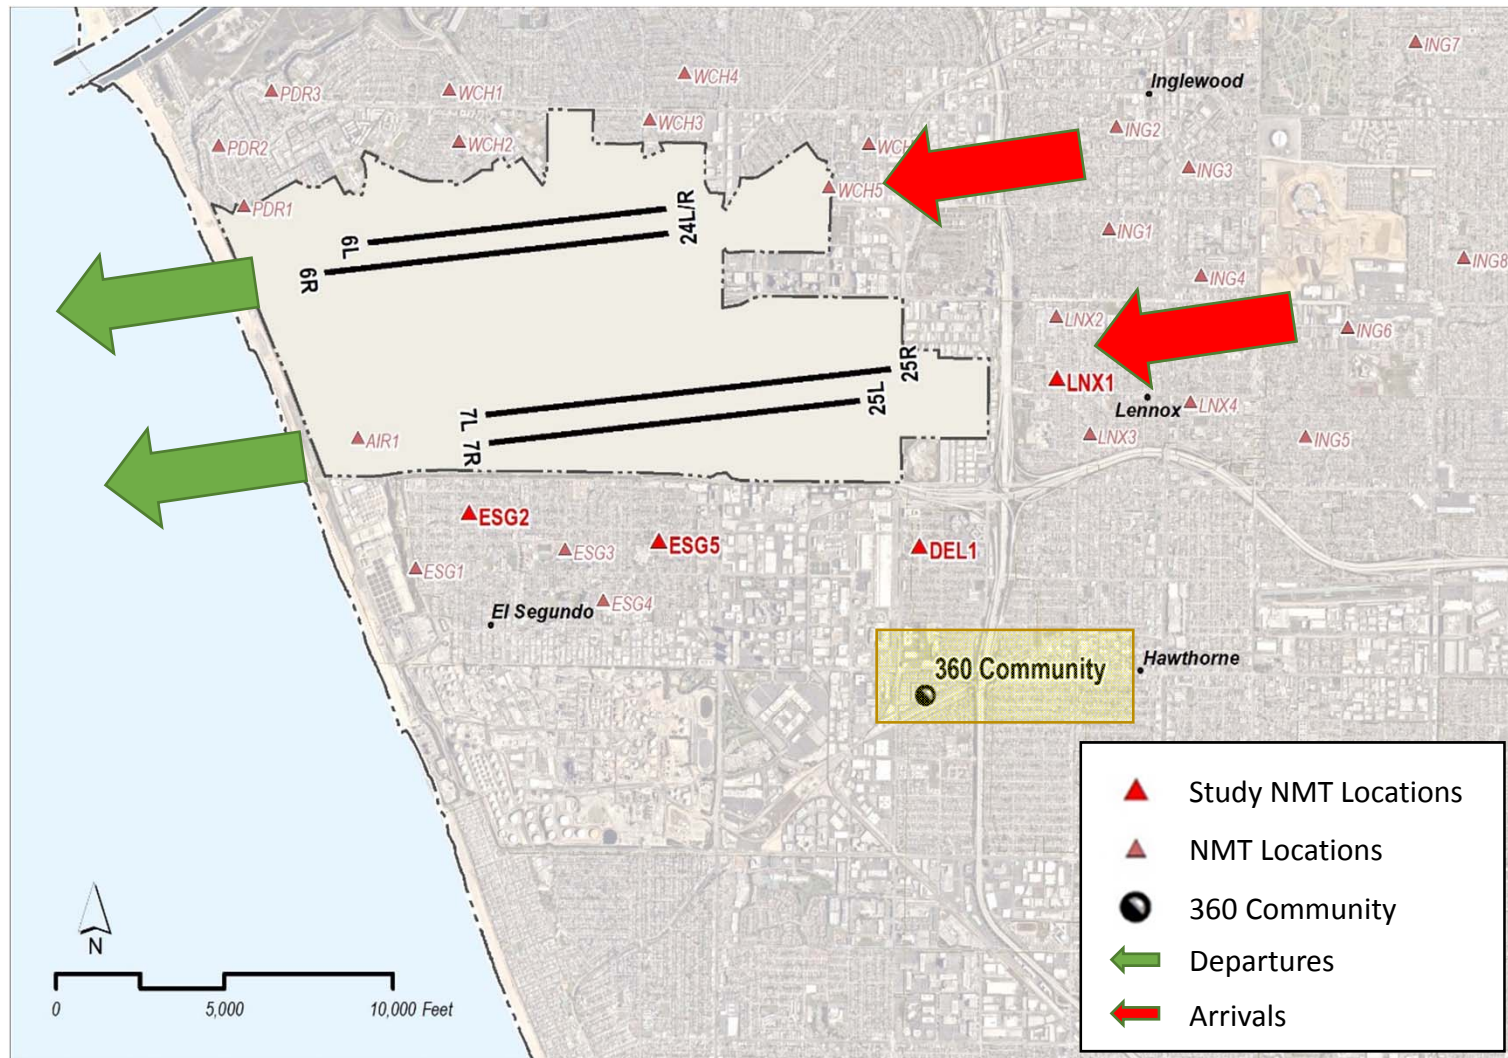 ING7
WCH4
Inglewood
PDR3
WCH1
WCH3
ING2
PDR2
WCH2
WCH
ING3
WCH5
PDR1
24L/R
6L
ING1
6R
ING8
ING4
LNX2
ING6
25R
LNX1
25L
Lennox
LNX4
7L
7R
AIR1
LNX3
ING5
ESG2
ESG3
ESG5
DEL1
ESG1
ESG4
El Segundo
360 Community
Hawthorne
Study NMT Locations
NMT Locations
360 Community
Departures
Arrivals
N
0 5,000 10,000 Feet